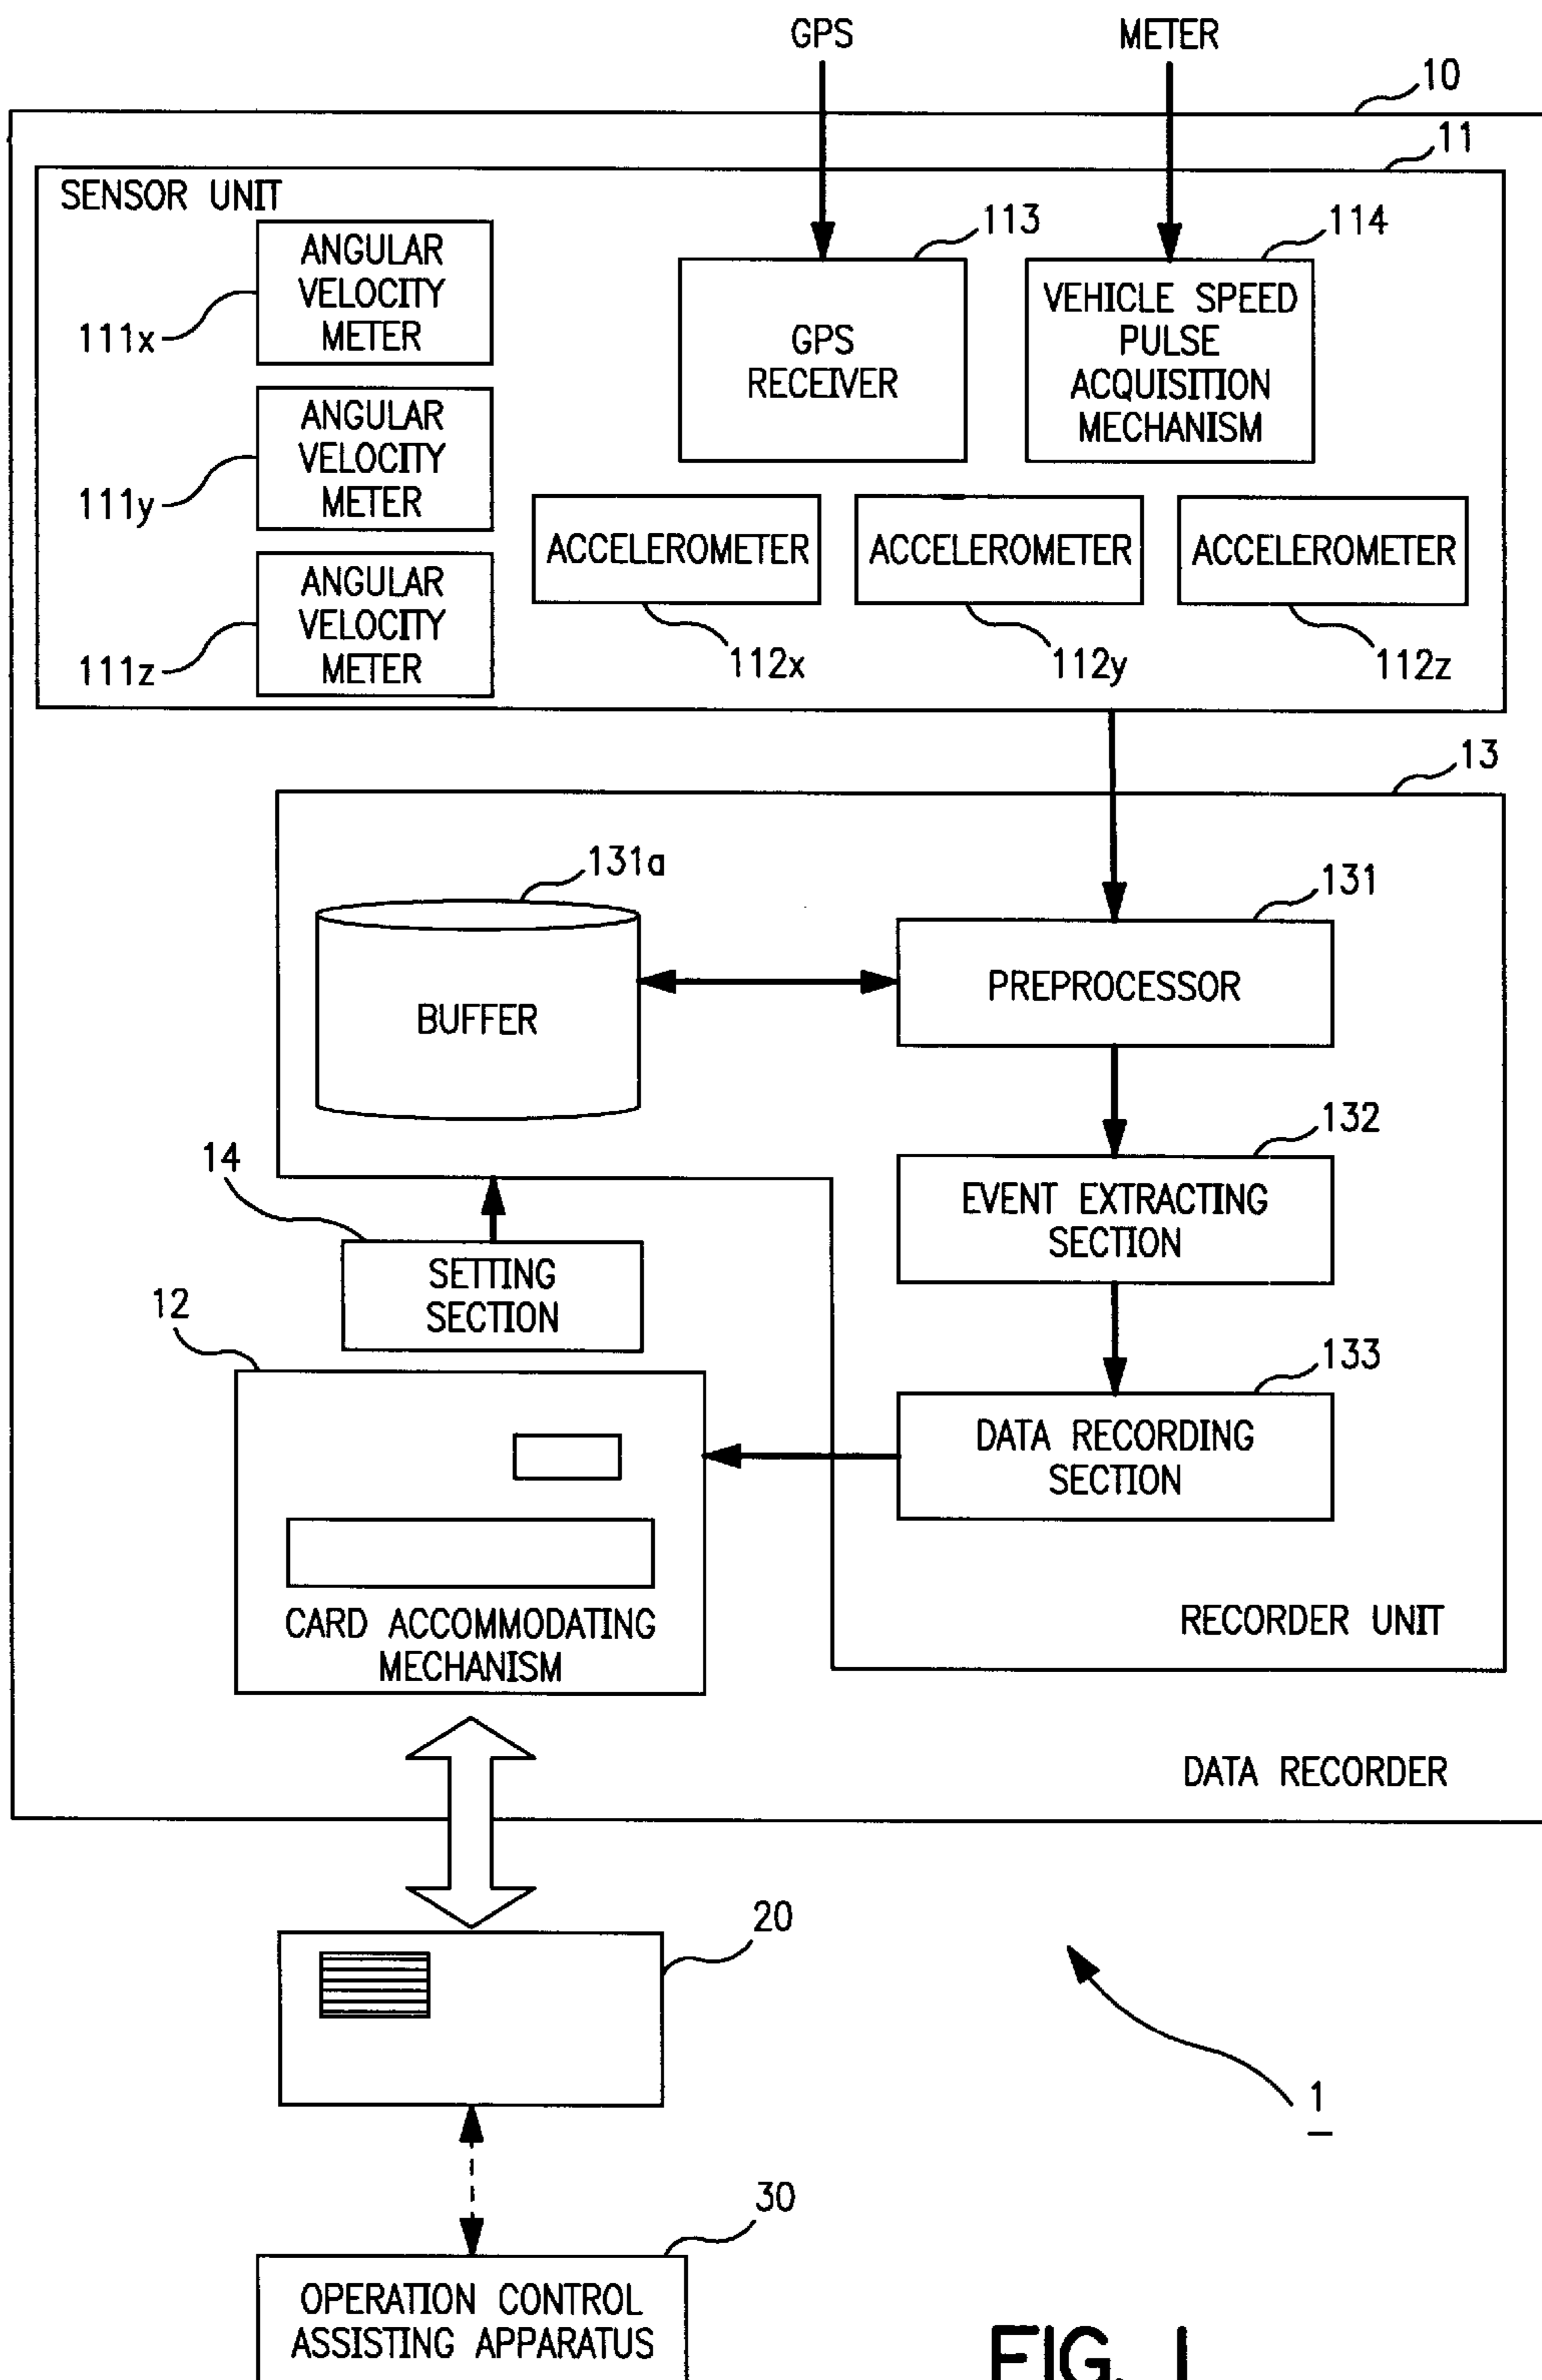 GPS
METER
10
11
SENSOR UNIT
ANGULAR
VELOCITY
METER
111x
ANGULAR
VELOCITY
METER
111y
ANGULAR
VELOCITY
METER
111z
113
GPS
RECEIVER
114
VEHICLE SPEED
PULSE
ACQUISITION
MECHANISM
ACCELEROMETER
ACCELEROMETER
ACCELEROMETER
112x
112y
112z
13
131a
BUFFER
131
PREPROCESSOR
132
EVENT EXTRACTING
SECTION
14
SETTING
SECTION
12
133
DATA RECORDING
SECTION
CARD ACCOMMODATING
MECHANISM
RECORDER UNIT
DATA RECORDER
20
1
30
OPERATION CONTROL
ASSISTING APPARATUS
FIG. 1